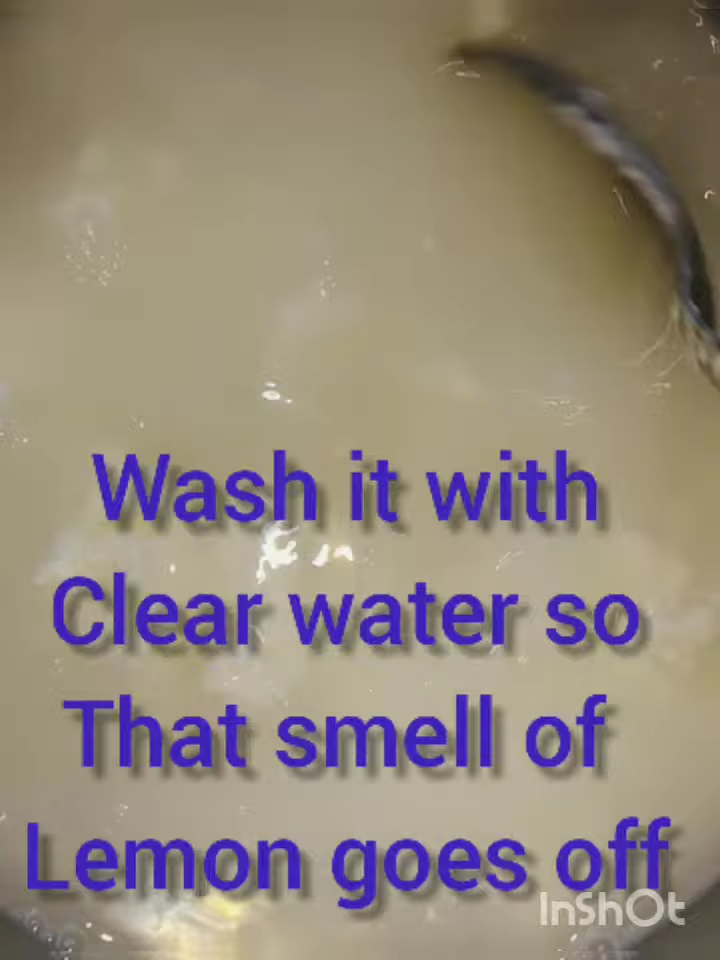 Wash it with
Clear water so
That smell of
Lemon goes off
InShOt